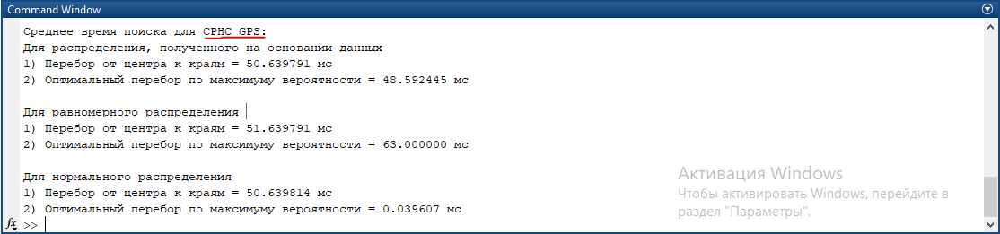 Command Window
Среднее время поиска для СРНС GPS:
Для распределения, полученного на основании данных
1) Перебор от центра к краям = 50.639791 мс
2) Оптимальный перебор по максимуму вероятности = 48.592445 мс
Для равномерного распределения
1) Перебор от центра к краям = 51.639791 мс
2) Оптимальный перебор по максимуму вероятности = 63.000000 мс
Для нормального распределения
1) Перебор от центра к краям = 50.639814 мс
2) Оптимальный перебор по максимуму вероятности = 0.039607 мс
fx >>
Активация Windows
Чтобы активировать Windows, перейдите в
раздел "Параметры".